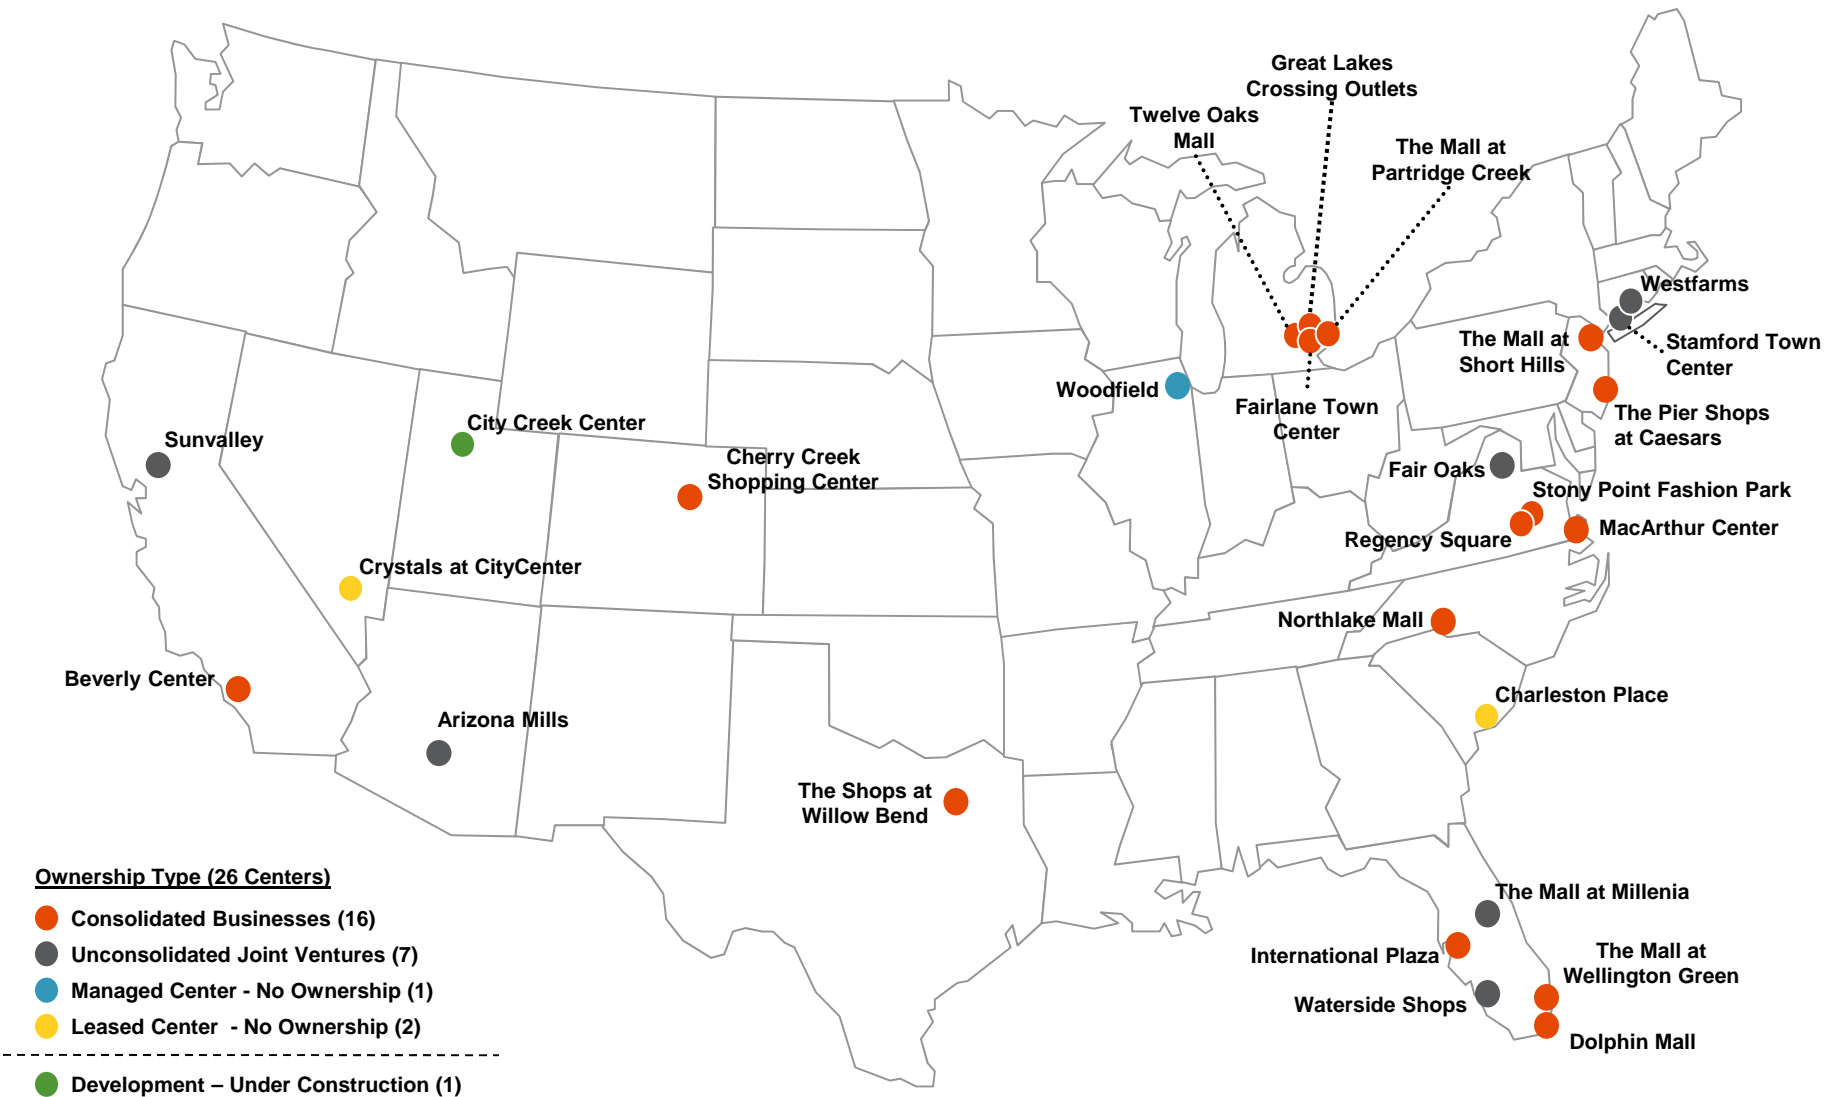 Great Lakes
Crossing Outlets
Twelve Oaks
Mall
The Mall at
Partridge Creek
Westfarms
The Mall at
Short Hills
Stamford Town
Center
Woodfield
Fairlane Town
Center
The Pier Shops
at Caesars
City Creek Center
Sunvalley
Cherry Creek
Shopping Center
Fair Oaks
Stony Point Fashion Park
MacArthur Center
Regency Square
Crystals at CityCenter
Northlake Mall
Beverly Center
Charleston Place
Arizona Mills
The Shops at
Willow Bend
The Mall at Millenia
International Plaza
The Mall at
Wellington Green
Waterside Shops
Dolphin Mall
Ownership Type (26 Centers)
Consolidated Businesses (16)
Unconsolidated Joint Ventures (7)
Managed Center - No Ownership (1)
Leased Center - No Ownership (2)
Development – Under Construction (1)